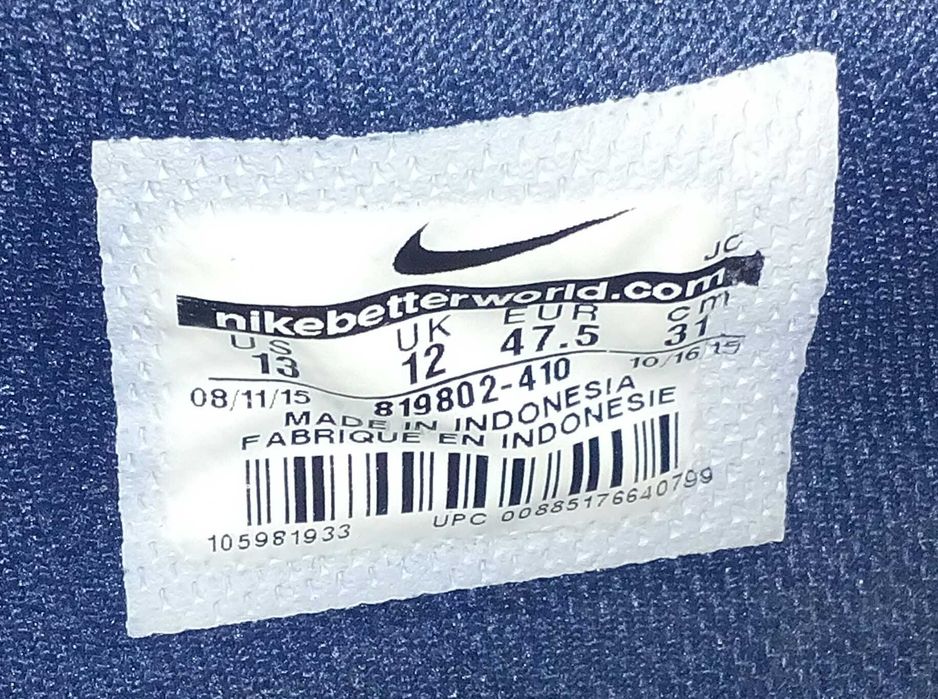 JC
nikebetterworld.com
US UK EUR cm
13 12 47.5 31
08/11/15 819802-410 10/16/15
MADE IN INDONESIA
FABRIQUE EN INDONESIE
105981933 UPC 00885176640799